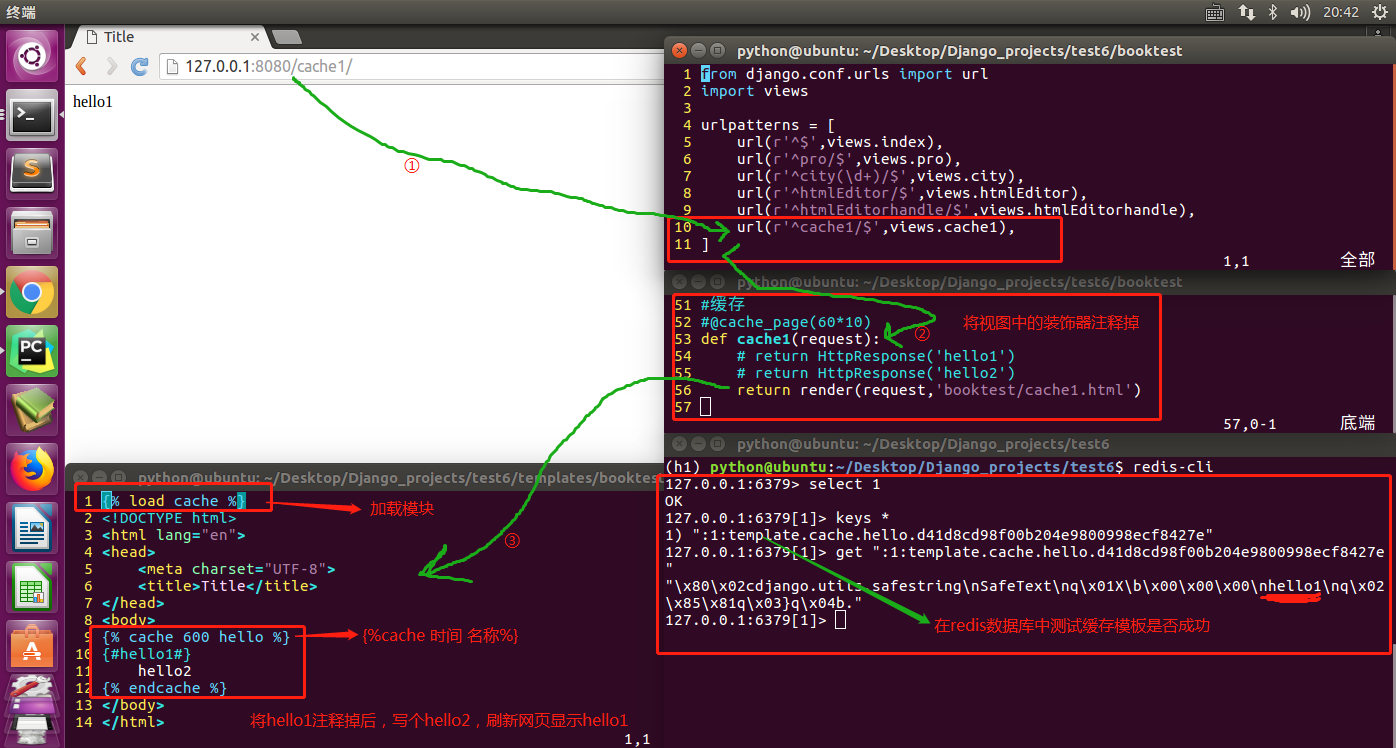 终端
20:42
Title
127.0.0.1:8080/cache1/
hello1
①
python@ubuntu: ~/Desktop/Django_projects/test6/booktest
1 from django.conf.urls import url
2 import views
3
4 urlpatterns = [
5     url(r'^$',views.index),
6     url(r'^pro/$',views.pro),
7     url(r'^city(\d+)/$',views.city),
8     url(r'^htmlEditor/$',views.htmlEditor),
9     url(r'^htmlEditorhandle/$',views.htmlEditorhandle),
10     url(r'^cache1/$',views.cache1),
11 ]
1,1 全部
python@ubuntu: ~/Desktop/Django_projects/test6/booktest
51 #缓存
52 #@cache_page(60*10)
将视图中的装饰器注释掉
②
53 def cache1(request):
54     # return HttpResponse('hello1')
55     # return HttpResponse('hello2')
56     return render(request,'booktest/cache1.html')
57
57,0-1 底端
python@ubuntu: ~/Desktop/Django_projects/test6
(h1) python@ubuntu:~/Desktop/Django_projects/test6$ redis-cli
127.0.0.1:6379> select 1
OK
127.0.0.1:6379[1]> keys *
1) ":1:template.cache.hello.d41d8cd98f00b204e9800998ecf8427e"
127.0.0.1:6379[1]> get ":1:template.cache.hello.d41d8cd98f00b204e9800998ecf8427e
"
"\x80\x02cdjango.utils.safestring\nSafeText\nq\x01X\b\x00\x00\x00\nhello1\nq\x02
\x85\x81q\x03}q\x04b."
127.0.0.1:6379[1]>
在redis数据库中测试缓存模板是否成功
python@ubuntu: ~/Desktop/Django_projects/test6/templates/booktest
1 {% load cache %}
加载模块
2 <!DOCTYPE html>
3 <html lang="en">
4 <head>
③
5     <meta charset="UTF-8">
6     <title>Title</title>
7 </head>
8 <body>
9 {% cache 600 hello %}
{%cache 时间 名称%}
10 {#hello1#}
11     hello2
12 {% endcache %}
13 </body>
14 </html>
将hello1注释掉后，写个hello2，刷新网页显示hello1
1,1